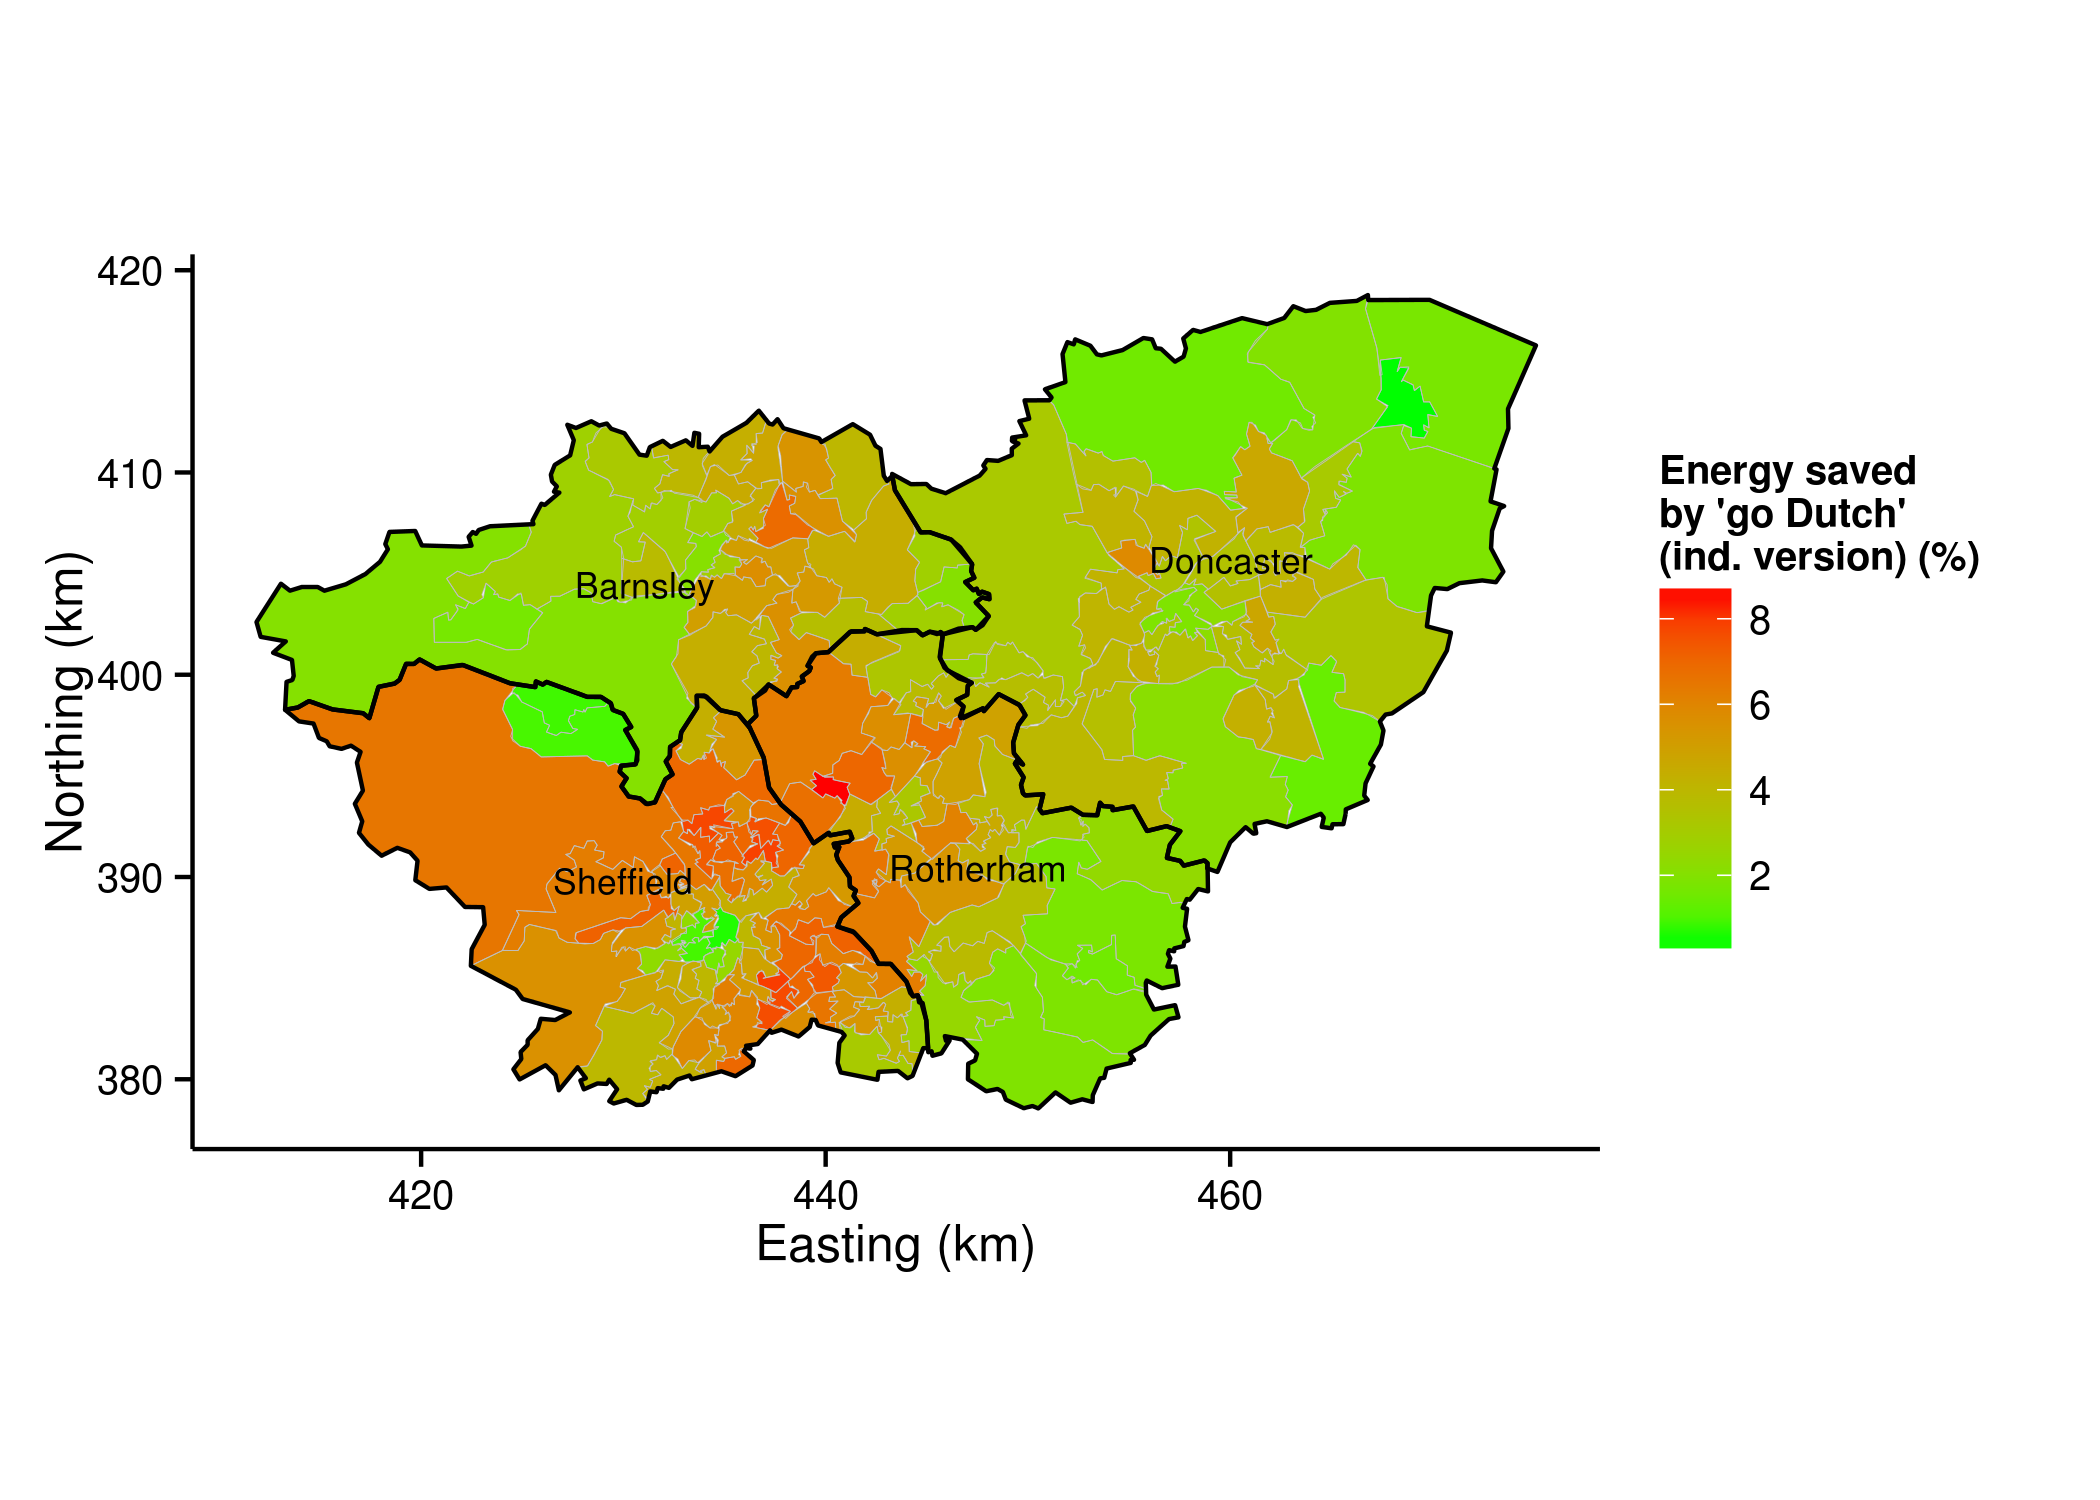 420
410
400
390
380
Northing (km)
420
440
460
Easting (km)
Barnsley
Doncaster
Sheffield
Rotherham
Energy saved
by 'go Dutch'
(ind. version) (%)
8
6
4
2